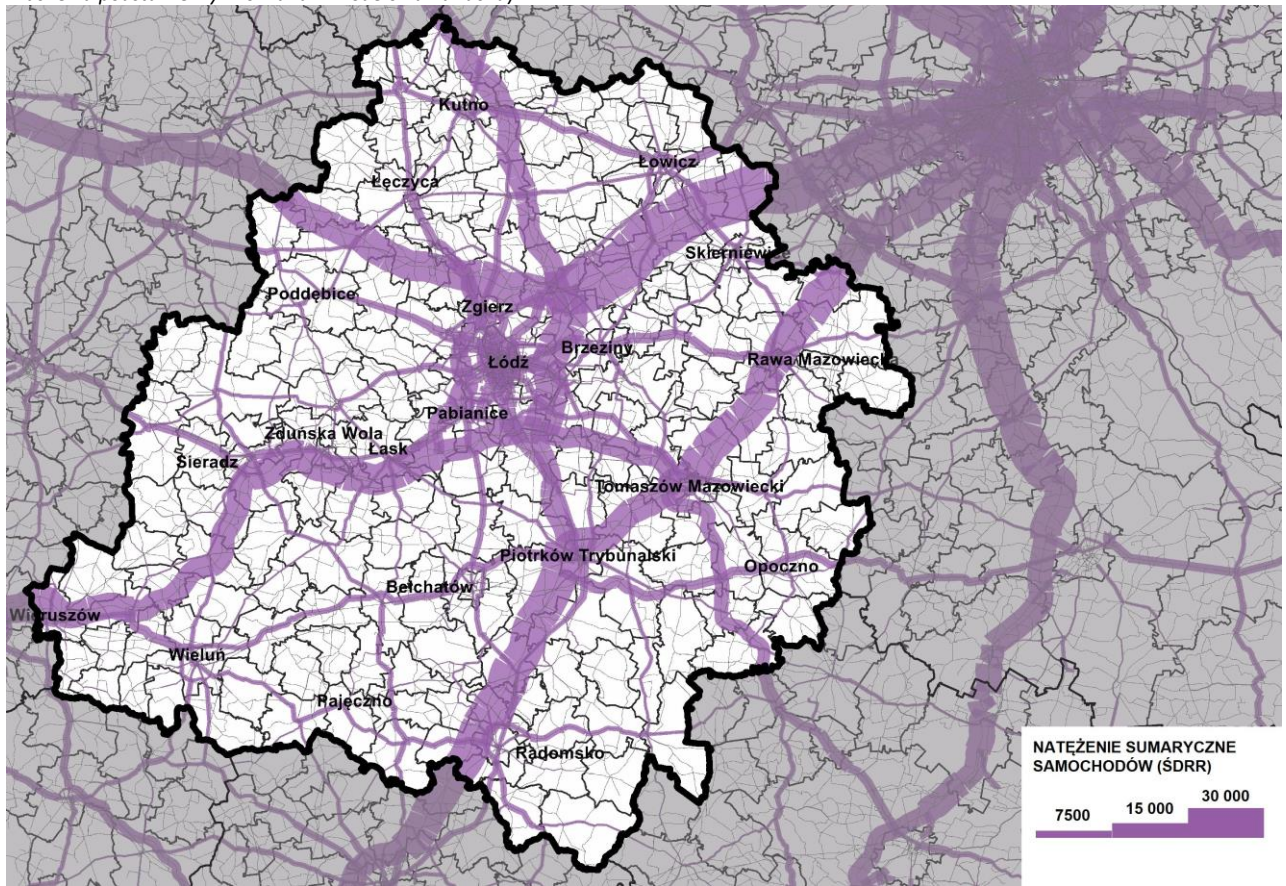 Kutno
Łowicz
Łęczyca
Skierniewice
Poddębice
Zgierz
Brzeziny
Łódź
Rawa Mazowiecka
Pabianice
Zduńska Wola
Łask
Sieradz
Tomaszów Mazowiecki
Piotrków Trybunalski
Opoczno
Bełchatów
Wieruszów
Wieluń
Pajęczno
Radomsko
NATĘŻENIE SUMARYCZNE
SAMOCHODÓW (ŚDRR)
7500 15 000 30 000